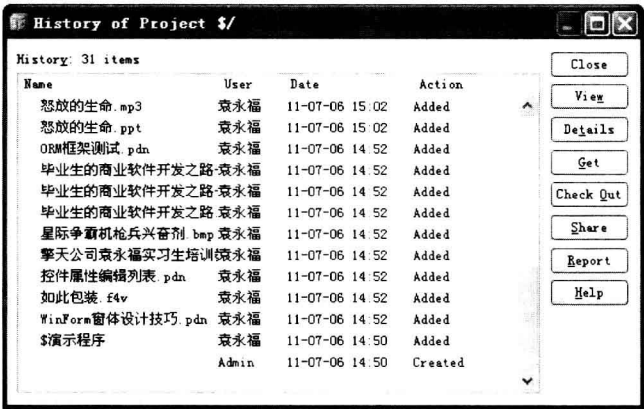 History of Project $/
History: 31 items
Name User Date Action
怒放的生命.mp3 袁永福 11-07-06 15:02 Added
怒放的生命.ppt 袁永福 11-07-06 15:02 Added
ORM框架测试.pdn 袁永福 11-07-06 14:52 Added
毕业生的商业软件开发之路- 袁永福 11-07-06 14:52 Added
毕业生的商业软件开发之路 袁永福 11-07-06 14:52 Added
毕业生的商业软件开发之路 袁永福 11-07-06 14:52 Added
星际争霸机枪兵兴奋剂.bmp 袁永福 11-07-06 14:52 Added
擎天公司袁永福实习生培训 袁永福 11-07-06 14:52 Added
控件属性编辑列表.pdn 袁永福 11-07-06 14:52 Added
如此包装.f4v 袁永福 11-07-06 14:52 Added
WinForm窗体设计技巧.pdn 袁永福 11-07-06 14:52 Added
$演示程序 袁永福 11-07-06 14:50 Added
Admin 11-07-06 14:50 Created
Close
View
Details
Get
Check Out
Share
Report
Help